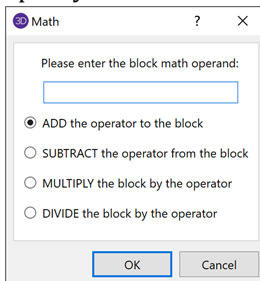 3D Math ? X
Please enter the block math operand:
ADD the operator to the block
SUBTRACT the operator from the block
MULTIPLY the block by the operator
DIVIDE the block by the operator
OK Cancel